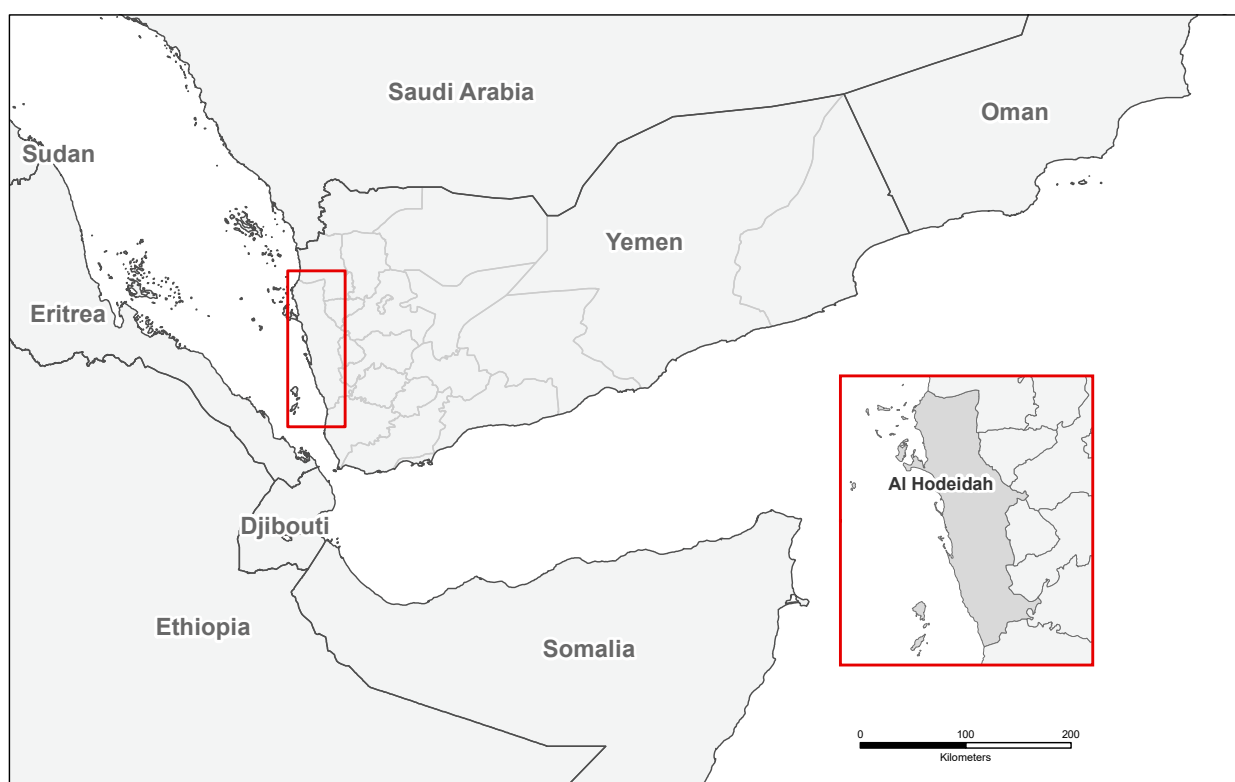 Saudi Arabia
Oman
Sudan
Yemen
Eritrea
Al Hodeidah
Djibouti
Ethiopia
Somalia
0 100 200
Kilometers